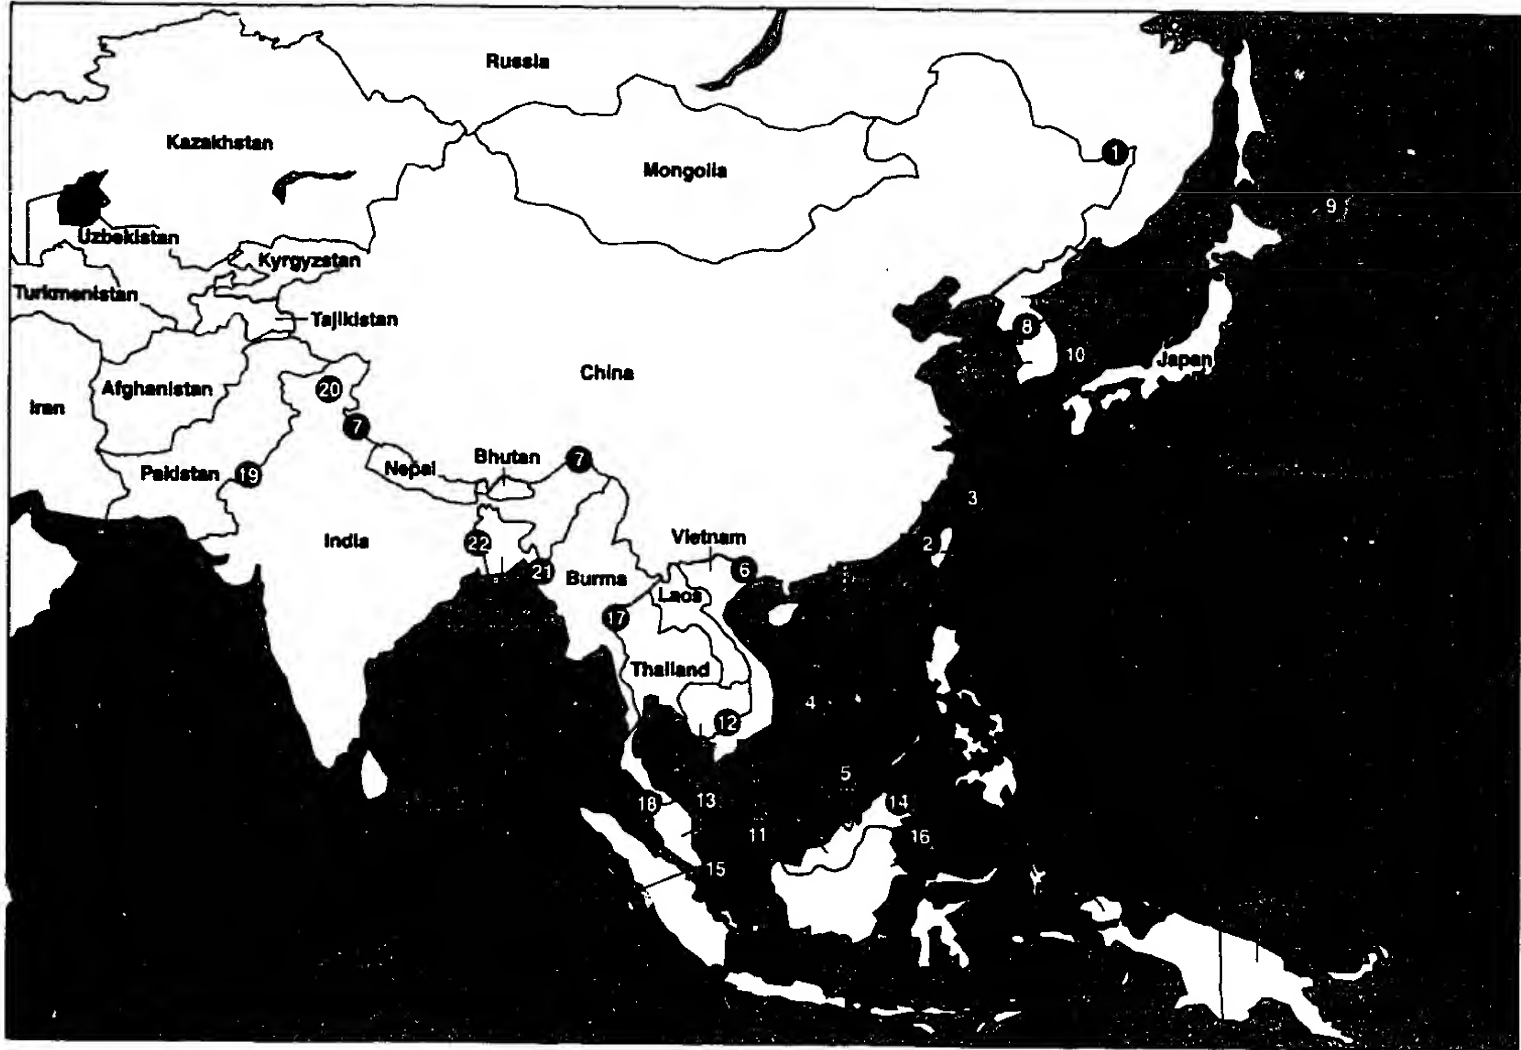 Russia
Kazakhstan
Mongolia
1
9
Uzbekistan
Kyrgyzstan
Turkmenistan
Tajikistan
8
10
Japan
China
Afghanistan
20
Iran
7
Bhutan
7
Nepal
Pakistan
19
3
India
22
Vietnam
2
21
Burma
6
Laos
17
Thailand
4
12
5
18
13
14
11
16
15